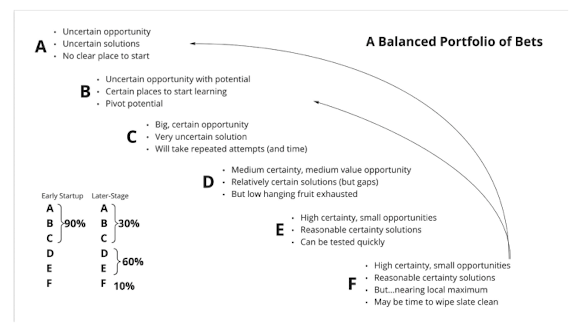 A Balanced Portfolio of Bets
A
• Uncertain opportunity
• Uncertain solutions
• No clear place to start
B
• Uncertain opportunity with potential
• Certain places to start learning
• Pivot potential
C
• Big, certain opportunity
• Very uncertain solution
• Will take repeated attempts (and time)
D
• Medium certainty, medium value opportunity
• Relatively certain solutions (but gaps)
• But low hanging fruit exhausted
E
• High certainty, small opportunities
• Reasonable certainty solutions
• Can be tested quickly
F
• High certainty, small opportunities
• Reasonable certainty solutions
• But...nearing local maximum
• May be time to wipe slate clean
Early Startup Later-Stage
A A
B 90% B 30%
C C
D D
E E 60%
F F 10%